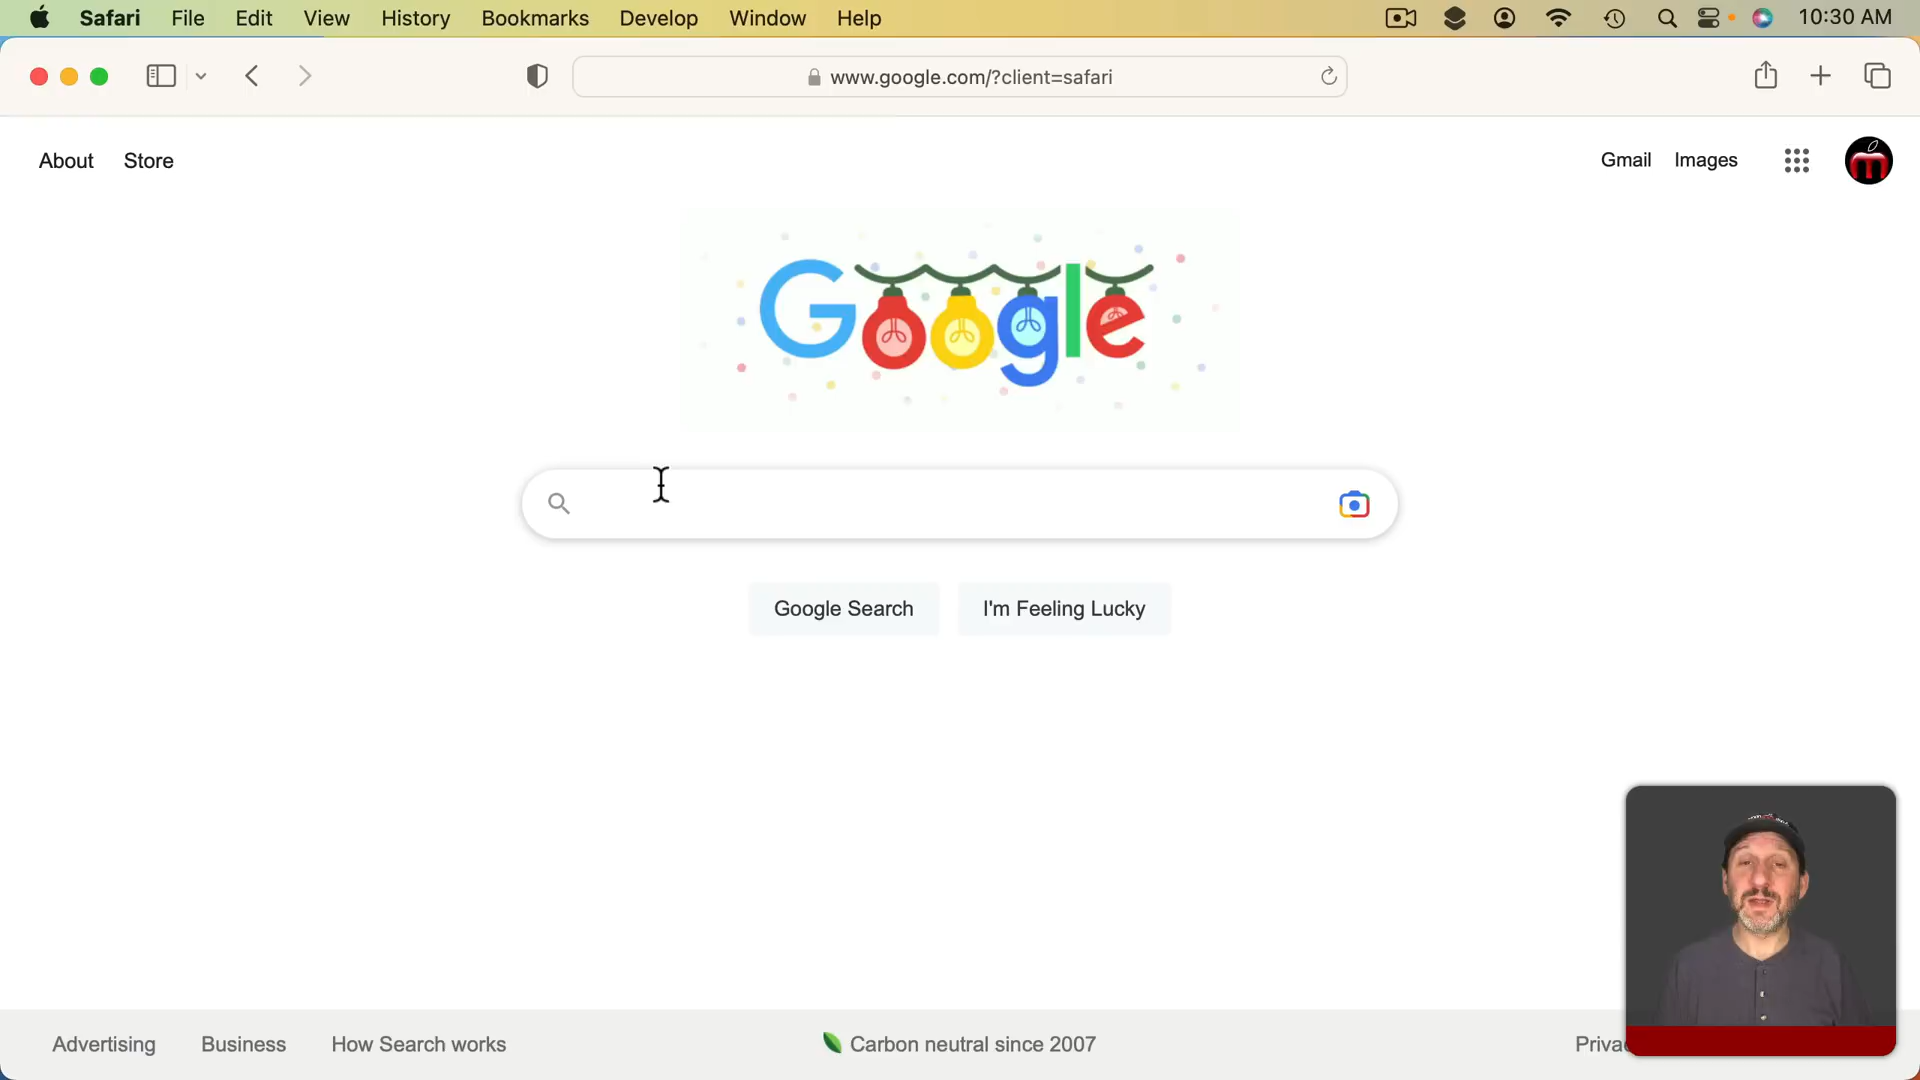 Safari File Edit View History Bookmarks Develop Window Help 10:30 AM
www.google.com/?client=safari
About Store Gmail Images
Google
Google Search I'm Feeling Lucky
Advertising Business How Search works Carbon neutral since 2007